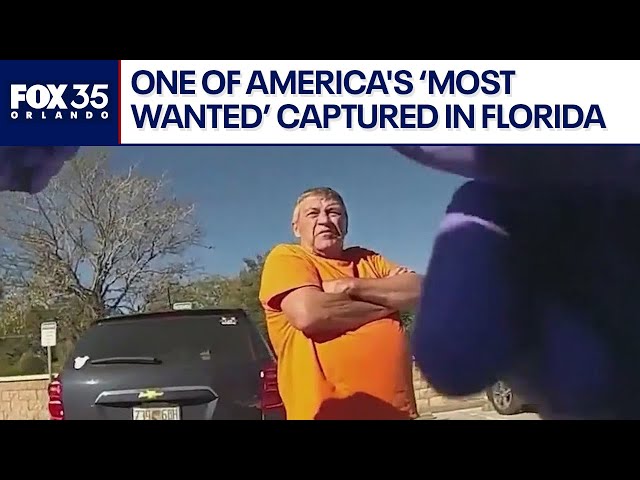 FOX 35
ORLANDO
ONE OF AMERICA'S ‘MOST
WANTED’ CAPTURED IN FLORIDA